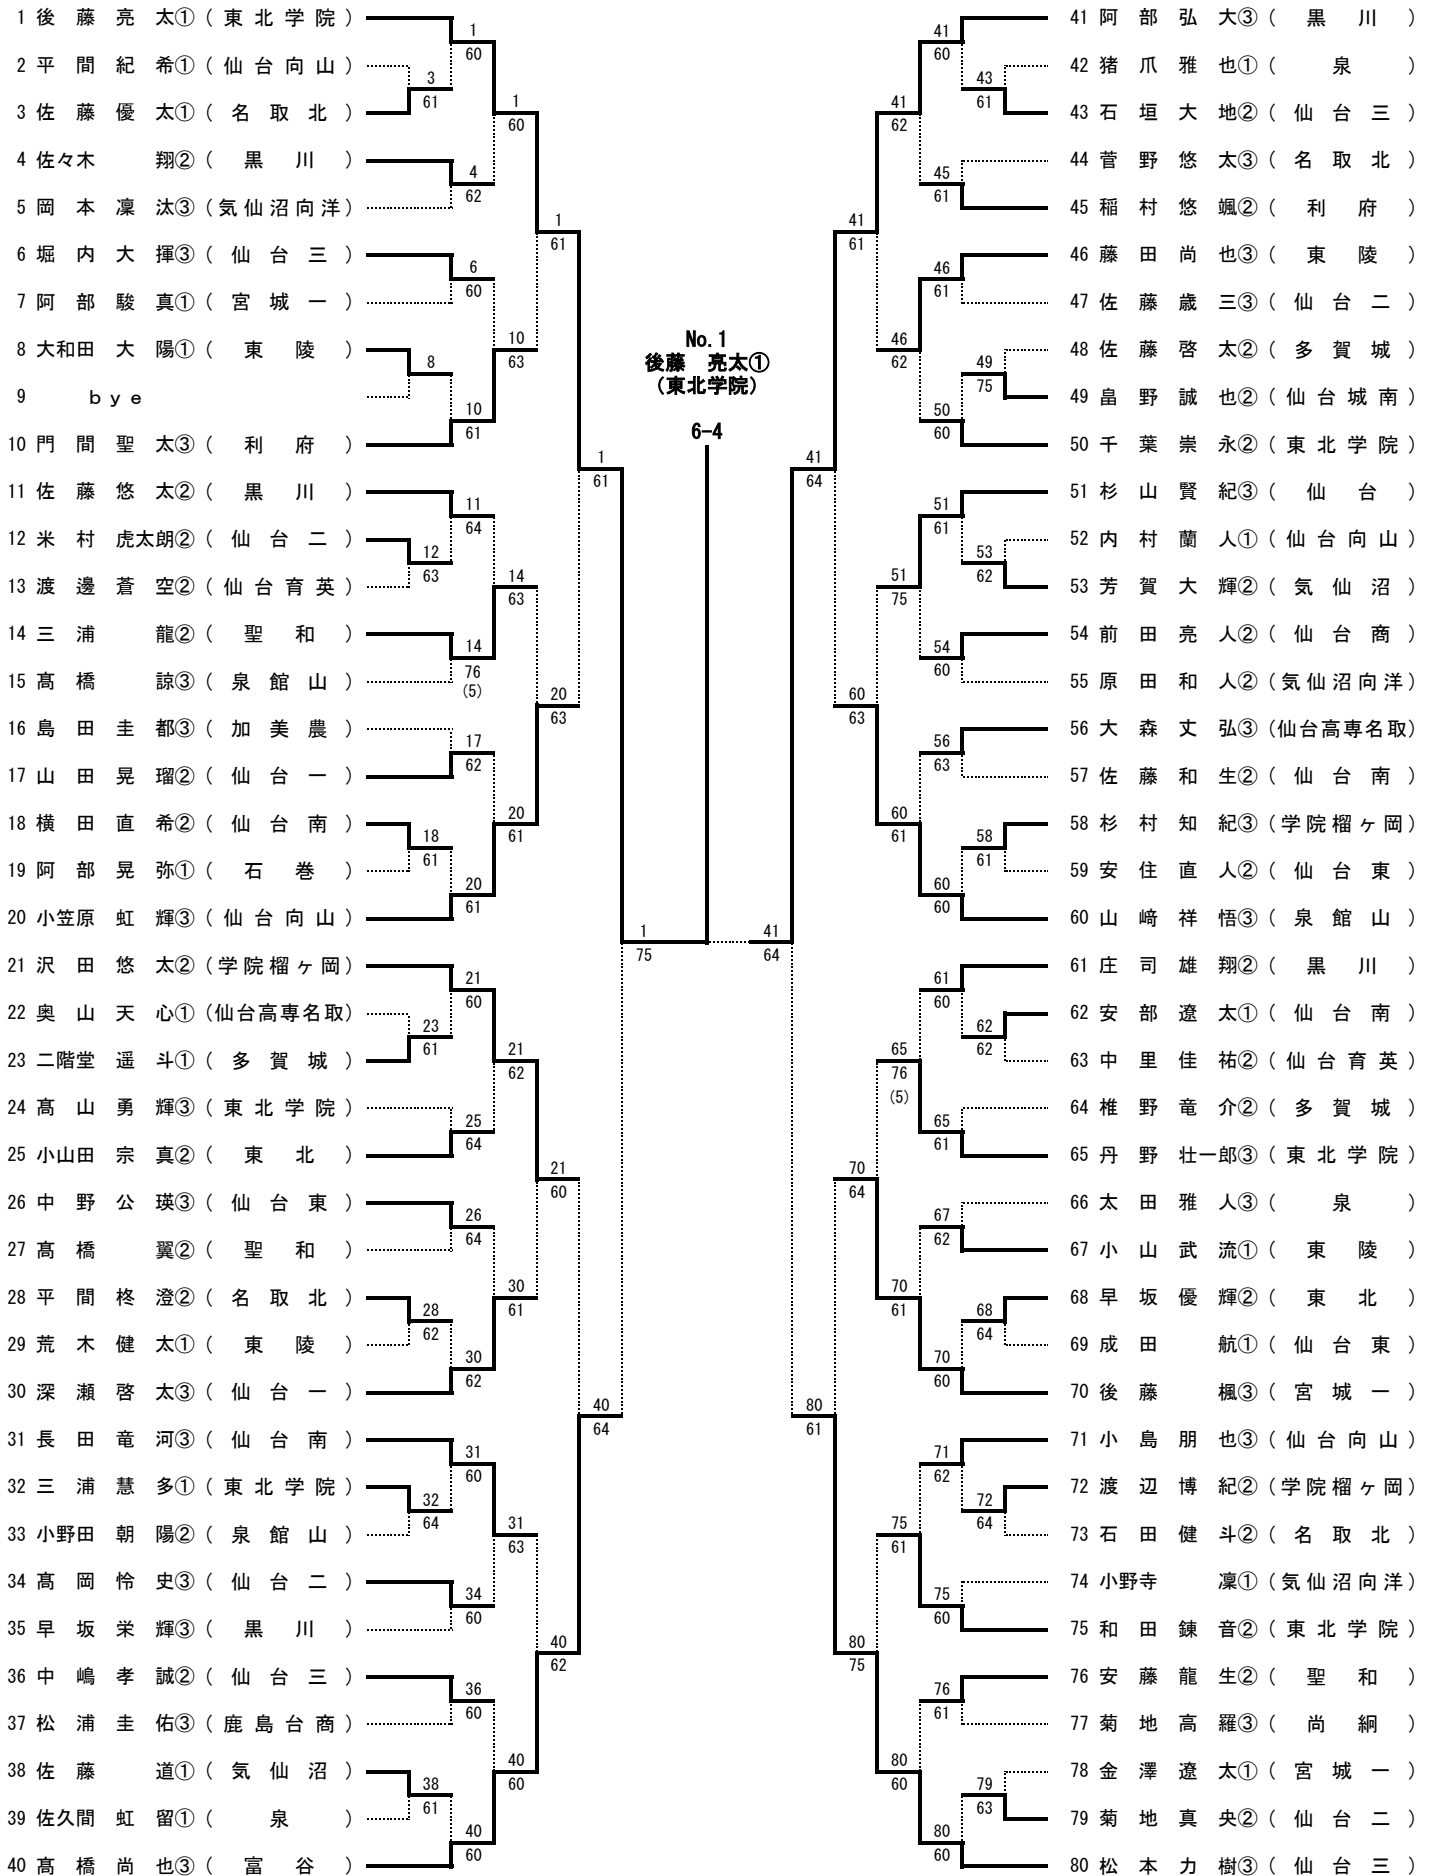 1 後藤亮太①(東北学院)
2 平間紀希①(仙台向山)
3 佐藤優太①(名取北)
4 佐々木翔②(黒川)
5 岡本凜汰③(気仙沼向洋)
6 堀内大揮③(仙台三)
7 阿部駿真①(宮城一)
8 大和田大陽①(東陵)
9 bye
10 門間聖太③(利府)
11 佐藤悠太②(黒川)
12 米村虎太朗②(仙台二)
13 渡邊蒼空②(仙台育英)
14 三浦龍②(聖和)
15 髙橋諒③(泉館山)
16 島田圭都③(加美農)
17 山田晃瑠②(仙台一)
18 横田直希②(仙台南)
19 阿部晃弥①(石巻)
20 小笠原虹輝③(仙台向山)
21 沢田悠太②(学院榴ヶ岡)
22 奥山天心①(仙台高専名取)
23 二階堂遥斗①(多賀城)
24 髙山勇輝③(東北学院)
25 小山田宗真②(東北)
26 中野公瑛③(仙台東)
27 髙橋翼②(聖和)
28 平間柊澄②(名取北)
29 荒木健太①(東陵)
30 深瀬啓太③(仙台一)
31 長田竜河③(仙台南)
32 三浦慧多①(東北学院)
33 小野田朝陽②(泉館山)
34 髙岡怜史③(仙台二)
35 早坂栄輝③(黒川)
36 中嶋孝誠②(仙台三)
37 松浦圭佑③(鹿島台商)
38 佐藤道①(気仙沼)
39 佐久間虹留①(泉)
40 髙橋尚也③(富谷)
3
61
8
12
63
18
61
23
61
28
62
32
64
38
61
1
60
4
62
6
60
10
61
11
64
14
76
(5)
17
62
20
61
21
60
25
64
26
64
30
62
31
60
34
60
36
60
40
60
1
60
10
63
14
63
20
61
21
62
30
61
31
63
40
60
1
61
20
63
21
60
40
62
1
61
40
64
1
75
No.1
後藤 亮太①
(東北学院)
6-4
41
64
41
64
80
61
41
61
60
63
70
64
80
75
41
62
46
62
51
75
60
61
65
76
(5)
70
61
75
61
80
60
41
60
45
61
46
61
50
60
51
61
54
60
56
63
60
60
61
60
65
61
67
62
70
60
71
62
75
60
76
61
80
60
43
61
49
75
53
62
58
61
62
62
68
64
72
64
79
63
41 阿部弘大③(黒川)
42 猪爪雅也①(泉)
43 石垣大地②(仙台三)
44 菅野悠太③(名取北)
45 稲村悠颯②(利府)
46 藤田尚也③(東陵)
47 佐藤歳三③(仙台二)
48 佐藤啓太②(多賀城)
49 畠野誠也②(仙台城南)
50 千葉崇永②(東北学院)
51 杉山賢紀③(仙台)
52 内村蘭人①(仙台向山)
53 芳賀大輝②(気仙沼)
54 前田亮人②(仙台商)
55 原田和人②(気仙沼向洋)
56 大森丈弘③(仙台高専名取)
57 佐藤和生②(仙台南)
58 杉村知紀③(学院榴ヶ岡)
59 安住直人②(仙台東)
60 山﨑祥悟③(泉館山)
61 庄司雄翔②(黒川)
62 安部遼太①(仙台南)
63 中里佳祐②(仙台育英)
64 椎野竜介②(多賀城)
65 丹野壮一郎③(東北学院)
66 太田雅人③(泉)
67 小山武流①(東陵)
68 早坂優輝②(東北)
69 成田航①(仙台東)
70 後藤楓③(宮城一)
71 小島朋也③(仙台向山)
72 渡辺博紀②(学院榴ヶ岡)
73 石田健斗②(名取北)
74 小野寺凜①(気仙沼向洋)
75 和田錬音②(東北学院)
76 安藤龍生②(聖和)
77 菊地高羅③(尚絅)
78 金澤遼太①(宮城一)
79 菊地真央②(仙台二)
80 松本力樹③(仙台三)